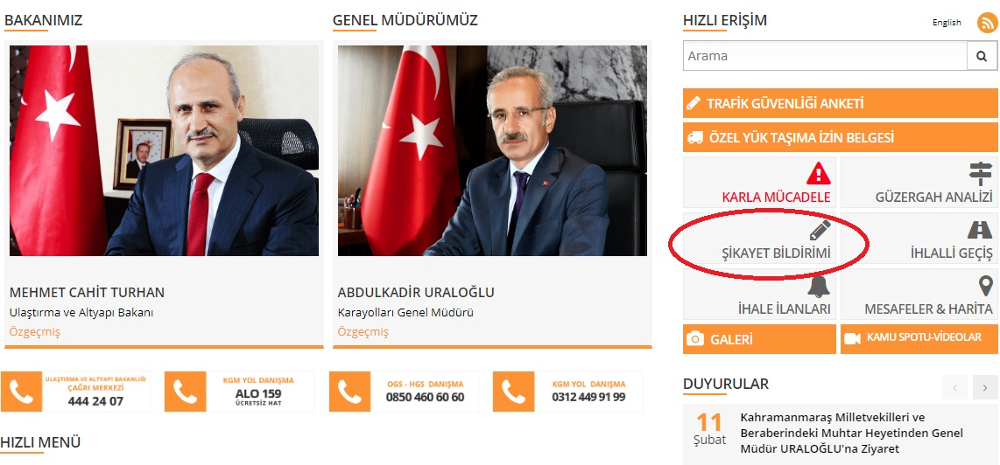 BAKANIMIZ
MEHMET CAHİT TURHAN
Ulaştırma ve Altyapı Bakanı
Özgeçmiş
GENEL MÜDÜRÜMÜZ
ABDULKADİR URALOĞLU
Karayolları Genel Müdürü
Özgeçmiş
ULAŞTIRMA VE ALTYAPI BAKANLIĞI
ÇAĞRI MERKEZİ
444 24 07
KGM YOL DANIŞMA
ALO 159
ÜCRETSİZ HAT
OGS - HGS DANIŞMA
0850 460 60 60
KGM YOL DANIŞMA
0312 449 91 99
HIZLI MENÜ
HIZLI ERİŞİM
English
Arama
TRAFİK GÜVENLİĞİ ANKETİ
ÖZEL YÜK TAŞIMA İZİN BELGESİ
KARLA MÜCADELE
GÜZERGAH ANALİZİ
ŞİKAYET BİLDİRİMİ
İHLALLİ GEÇİŞ
İHALE İLANLARI
MESAFELER & HARİTA
GALERİ
KAMU SPOTU-VİDEOLAR
DUYURULAR
11
Şubat
Kahramanmaraş Milletvekilleri ve
Beraberindeki Muhtar Heyetinden Genel
Müdür URALOĞLU'na Ziyaret